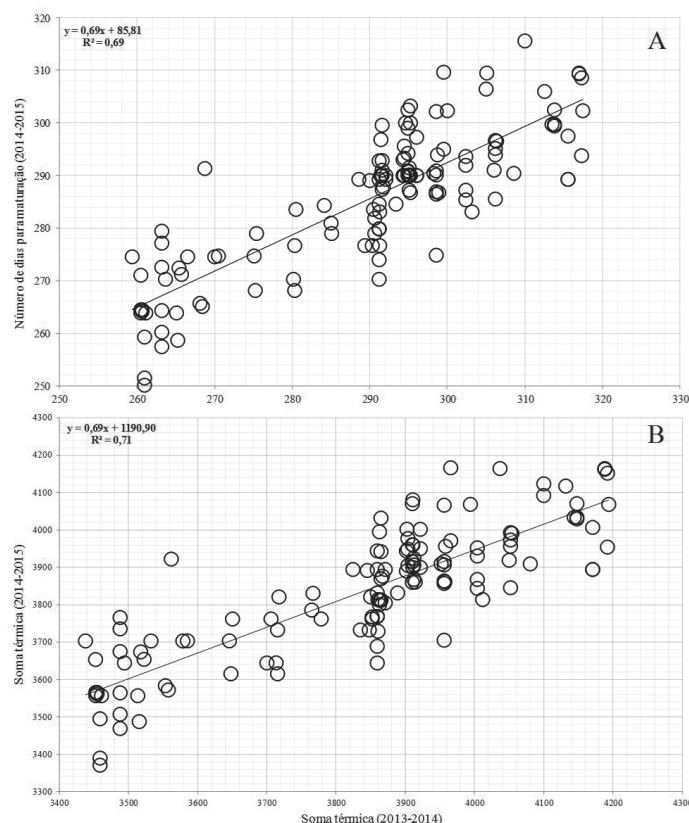 y = 0,69x + 85,81
R² = 0,69
A
Número de dias para maturação (2014-2015)
320
310
300
290
280
270
260
250
250 260 270 280 290 300 310 320 330
y = 0,69x + 1190,90
R² = 0,71
B
Soma térmica (2014-2015)
4300
4200
4100
4000
3900
3800
3700
3600
3500
3400
3300
3400 3500 3600 3700 3800 3900 4000 4100 4200 4300
Soma térmica (2013-2014)